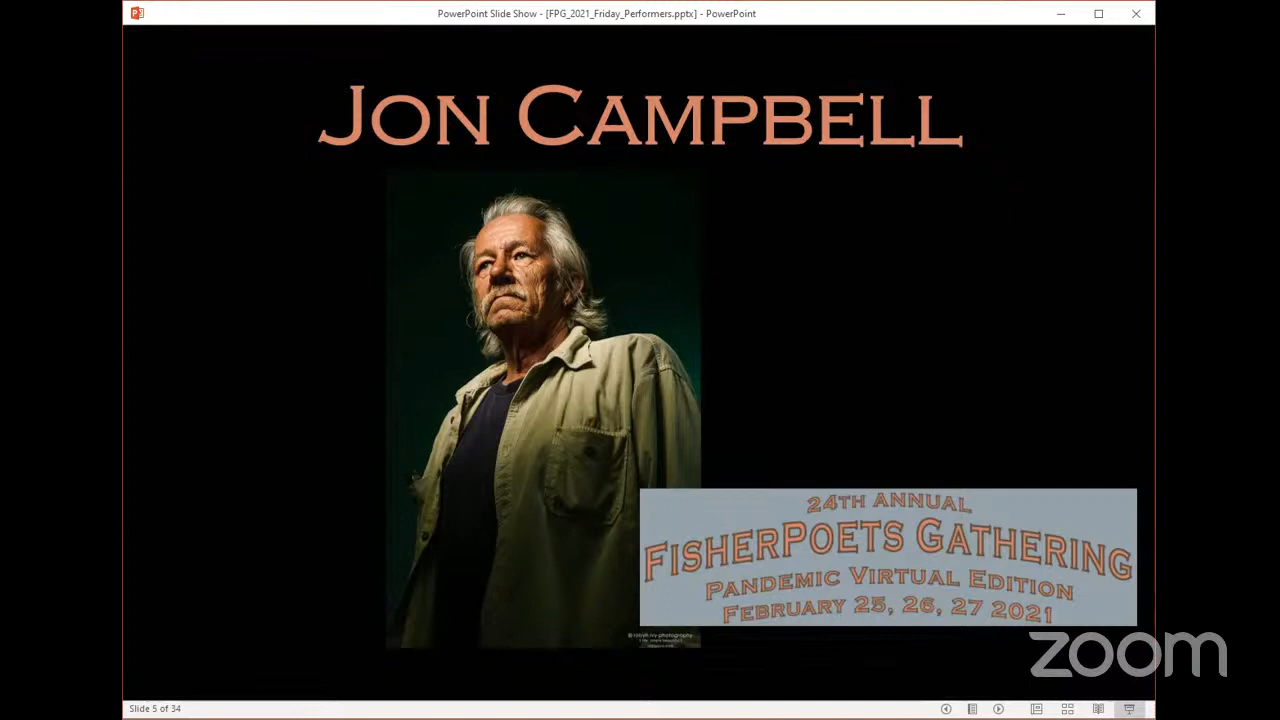 PowerPoint Slide Show - [FPG_2021_Friday_Performers.pptx] - PowerPoint
Jon Campbell
24th Annual
FisherPoets Gathering
Pandemic Virtual Edition
February 25, 26, 27 2021
zoom
Slide 5 of 34